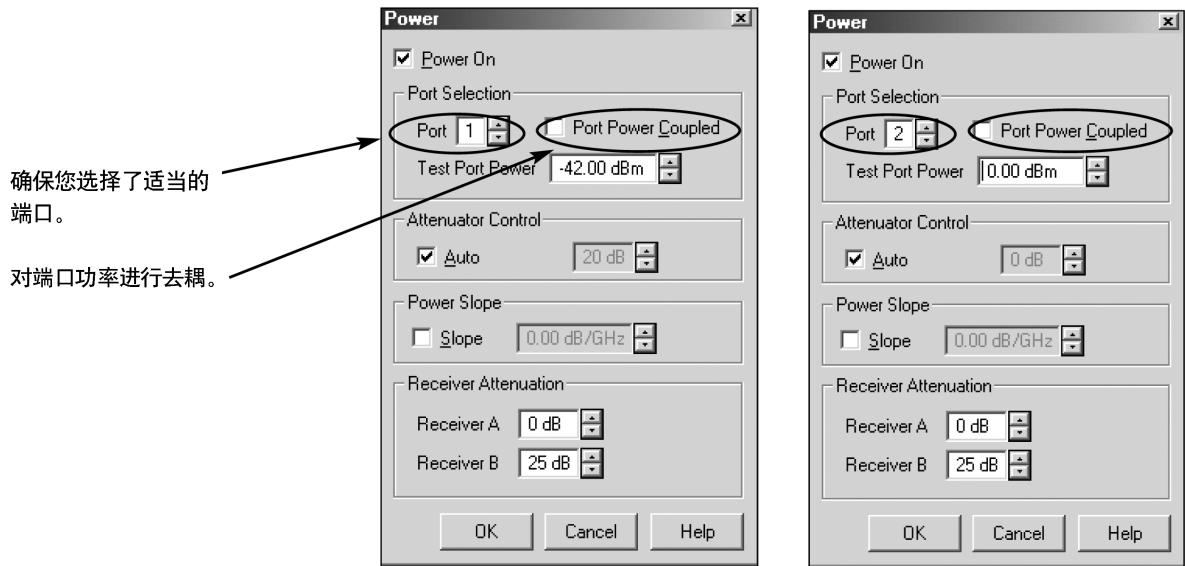 确保您选择了适当的
端口。
对端口功率进行去耦。
Power
Power On
Port Selection
Port 1 Port Power Coupled
Test Port Power -42.00 dBm
Attenuator Control
Auto 20 dB
Power Slope
Slope 0.00 dB/GHz
Receiver Attenuation
Receiver A 0 dB
Receiver B 25 dB
OK Cancel Help
Power
Power On
Port Selection
Port 2 Port Power Coupled
Test Port Power 0.00 dBm
Attenuator Control
Auto 0 dB
Power Slope
Slope 0.00 dB/GHz
Receiver Attenuation
Receiver A 0 dB
Receiver B 25 dB
OK Cancel Help